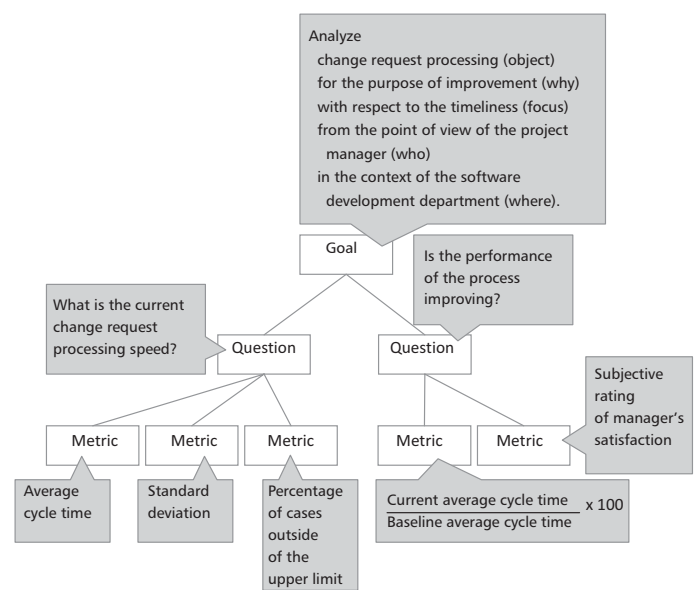 Analyze
change request processing (object)
for the purpose of improvement (why)
with respect to the timeliness (focus)
from the point of view of the project
manager (who)
in the context of the software
development department (where).
Goal
Is the performance
of the process
improving?
What is the current
change request
processing speed?
Question
Question
Subjective
rating
of manager's
satisfaction
Metric
Metric
Metric
Metric
Metric
Average
cycle time
Standard
deviation
Percentage
of cases
outside
of the
upper limit
Current average cycle time
Baseline average cycle time
x 100